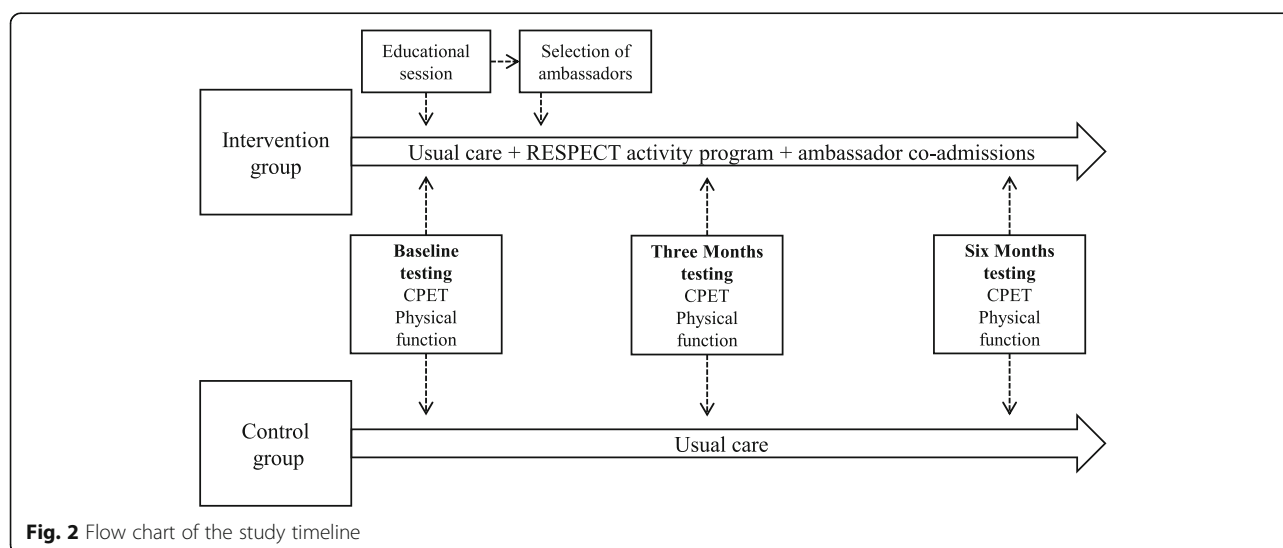 Educational
session
Selection of
ambassadors
Intervention
group
Usual care + RESPECT activity program + ambassador co-admissions
Baseline
testing
CPET
Physical
function
Three Months
testing
CPET
Physical
function
Six Months
testing
CPET
Physical
function
Control
group
Usual care
Fig. 2 Flow chart of the study timeline